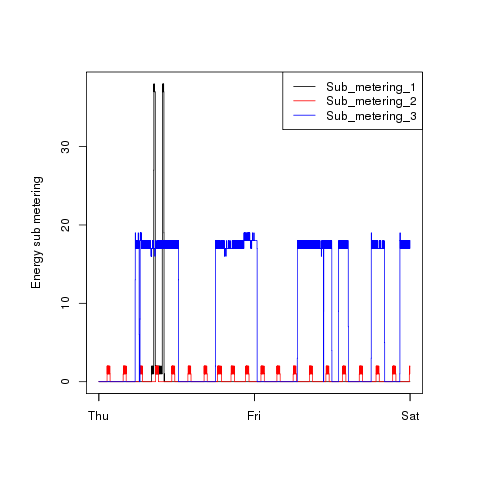 Sub_metering_1
Sub_metering_2
Sub_metering_3
Energy sub metering
30
20
10
0
Thu Fri Sat